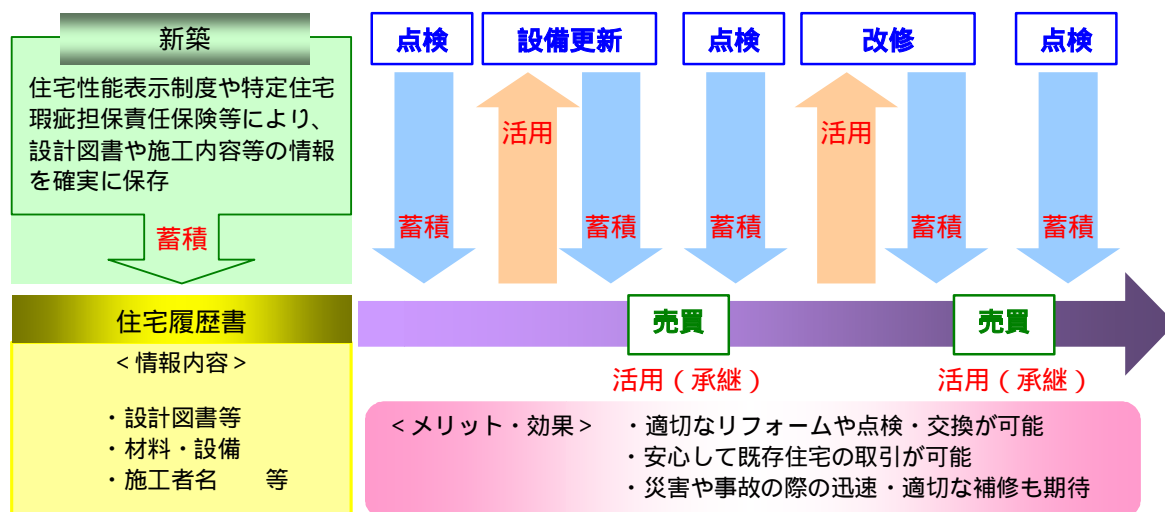 新築
住宅性能表示制度や特定住宅
瑕疵担保責任保険等により、
設計図書や施工内容等の情報
を確実に保存
蓄積
点検
設備更新
点検
改修
点検
活用
活用
蓄積
蓄積
蓄積
蓄積
蓄積
住宅履歴書
<情報内容>
・設計図書等
・材料・設備
・施工者名　等
売買
売買
活用(承継)
活用(承継)
<メリット・効果>　・適切なリフォームや点検・交換が可能
・安心して既存住宅の取引が可能
・災害や事故の際の迅速・適切な補修も期待